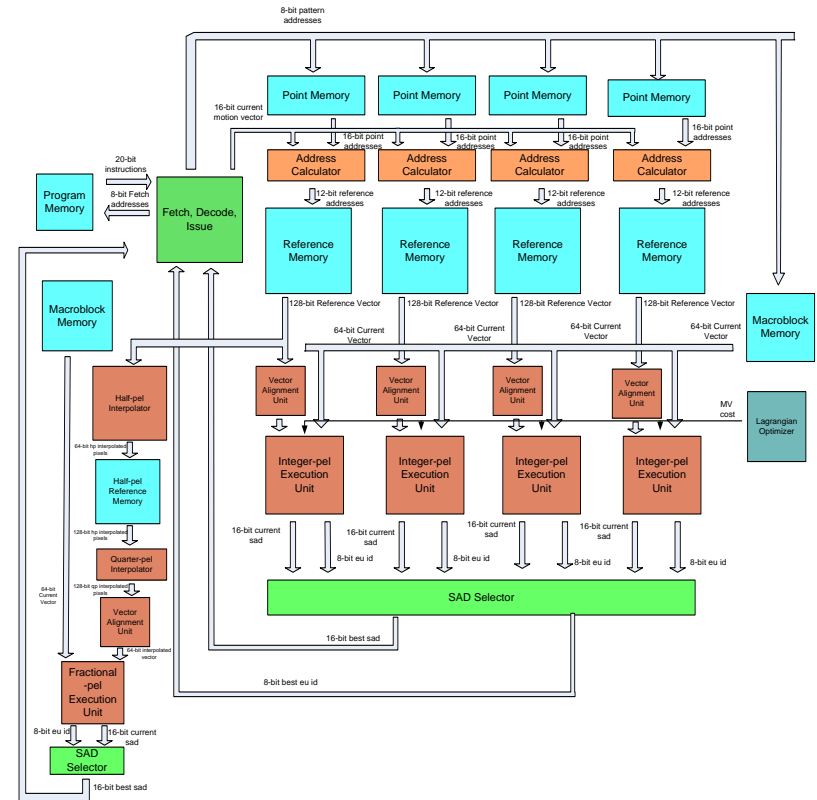 8-bit pattern
addresses
Point Memory
Point Memory
Point Memory
Point Memory
16-bit current
motion vector
16-bit point
addresses
16-bit point
addresses
16-bit point
addresses
16-bit point
addresses
20-bit
instructions
8-bit Fetch
addresses
Program
Memory
Fetch, Decode,
Issue
Address
Calculator
Address
Calculator
Address
Calculator
Address
Calculator
12-bit reference
addresses
12-bit reference
addresses
12-bit reference
addresses
12-bit reference
addresses
Reference
Memory
Reference
Memory
Reference
Memory
Reference
Memory
128-bit Reference Vector
128-bit Reference Vector
128-bit Reference Vector
128-bit Reference Vector
Macroblock
Memory
Macroblock
Memory
64-bit Current
Vector
64-bit Current
Vector
64-bit Current
Vector
64-bit Current
Vector
Half-pel
Interpolator
Vector
Alignment
Unit
Vector
Alignment
Unit
Vector
Alignment
Unit
Vector
Alignment
Unit
MV
cost
Lagrangian
Optimizer
64-bit hp interpolated
pixels
Integer-pel
Execution
Unit
Integer-pel
Execution
Unit
Integer-pel
Execution
Unit
Integer-pel
Execution
Unit
Half-pel
Reference
Memory
128-bit hp interpolated
pixels
16-bit current
sad
16-bit current
sad
16-bit current
sad
16-bit current
sad
8-bit eu id
8-bit eu id
8-bit eu id
8-bit eu id
Quarter-pel
Interpolator
128-bit qp interpolated
pixels
64-bit
Current
Vector
SAD Selector
Vector
Alignment
Unit
64-bit interpolated
vector
16-bit best sad
Fractional
-pel
Execution
Unit
8-bit best eu id
8-bit eu id
16-bit current
sad
SAD
Selector
16-bit best sad